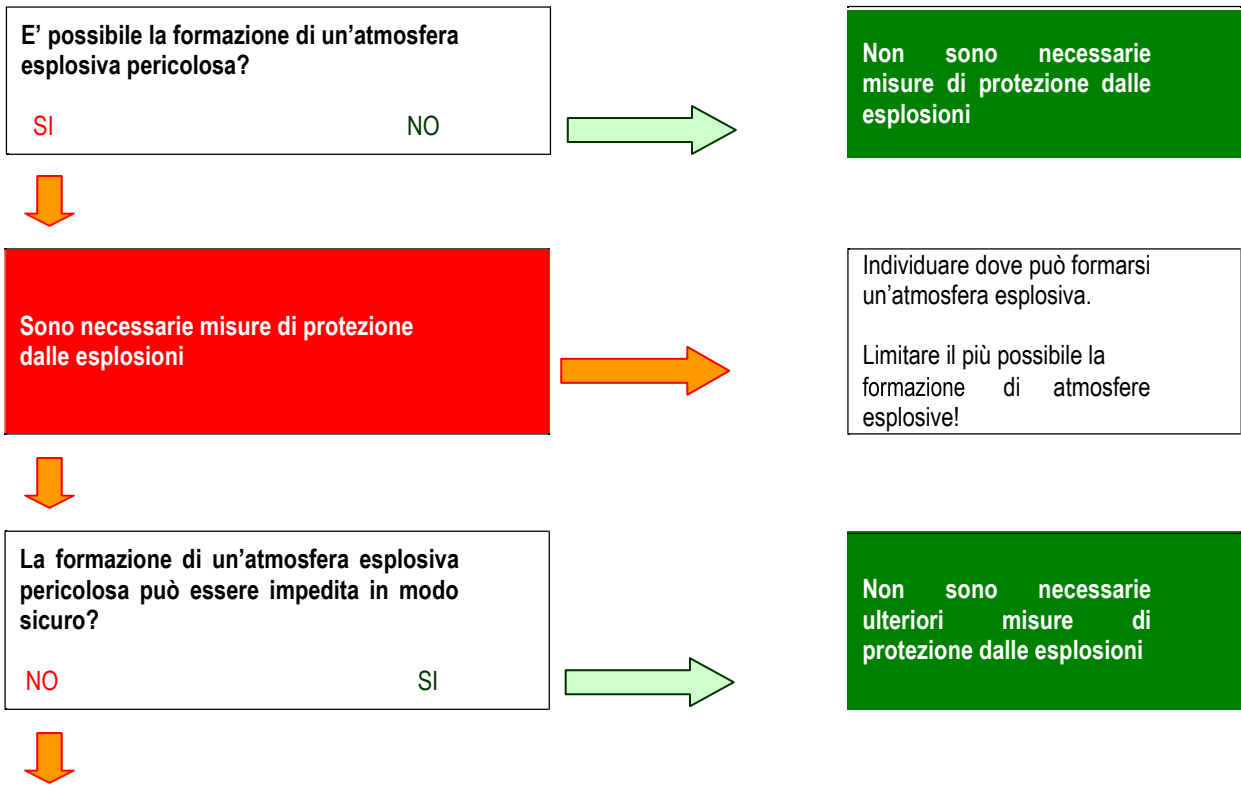 E’ possibile la formazione di un’atmosfera
esplosiva pericolosa?
SI NO
Non sono necessarie
misure di protezione dalle
esplosioni
Sono necessarie misure di protezione
dalle esplosioni
Individuare dove può formarsi
un’atmosfera esplosiva.
Limitare il più possibile la
formazione di atmosfere
esplosive!
La formazione di un’atmosfera esplosiva
pericolosa può essere impedita in modo
sicuro?
NO SI
Non sono necessarie
ulteriori misure di
protezione dalle esplosioni